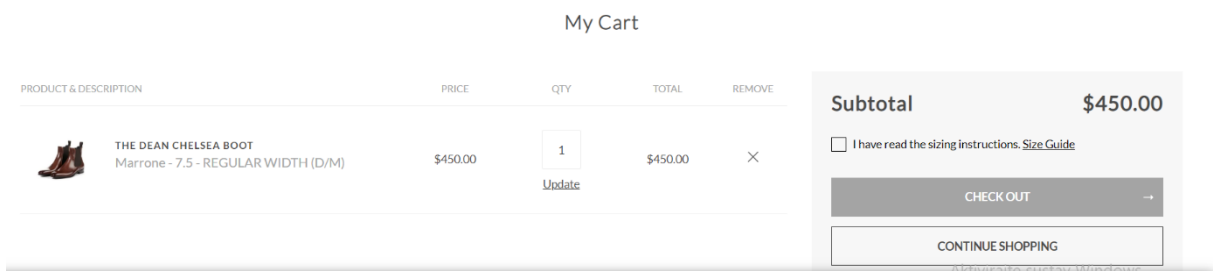 My Cart
PRODUCT & DESCRIPTION PRICE QTY TOTAL REMOVE
THE DEAN CHELSEA BOOT
Marrone - 7.5 - REGULAR WIDTH (D/M)
$450.00 1 $450.00
Update
Subtotal $450.00
I have read the sizing instructions. Size Guide
CHECK OUT →
CONTINUE SHOPPING